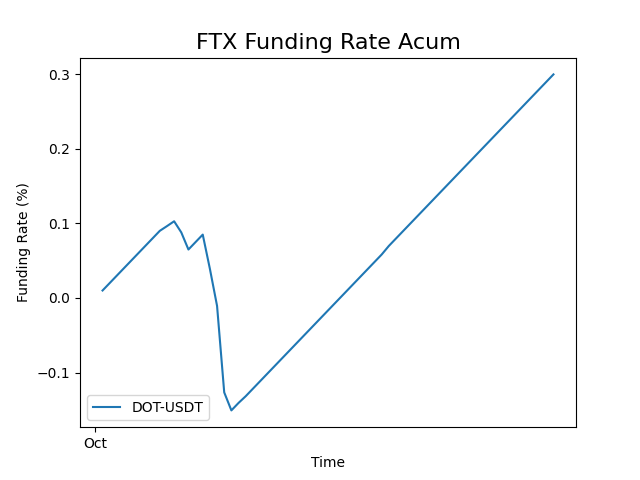 FTX Funding Rate Acum
0.3
0.2
0.1
0.0
−0.1
Funding Rate (%)
DOT-USDT
Oct
Time